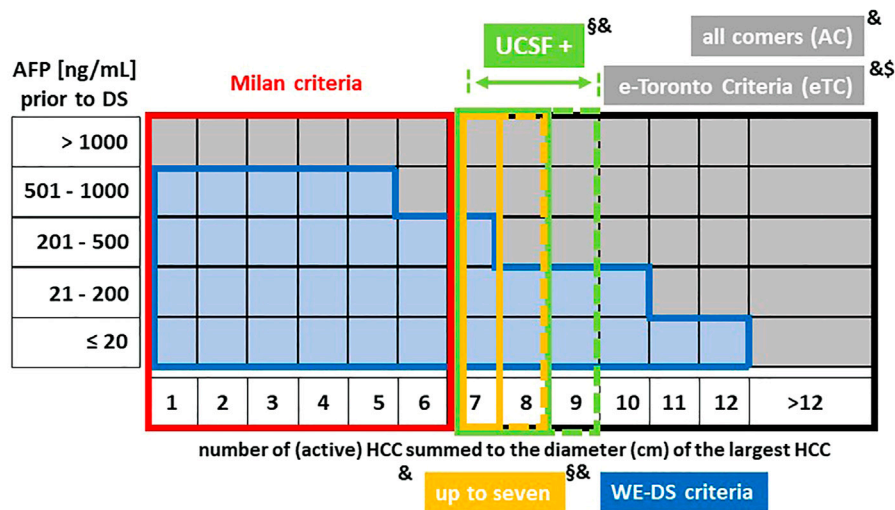 &
§&
UCSF +
all comers (AC)
&$
AFP [ng/mL]
prior to DS
Milan criteria
e-Toronto Criteria (eTC)
> 1000
501 - 1000
201 - 500
21 - 200
≤ 20
1 2 3 4 5 6 7 8 9 10 11 12 >12
number of (active) HCC summed to the diameter (cm) of the largest HCC
& §&
up to seven WE-DS criteria